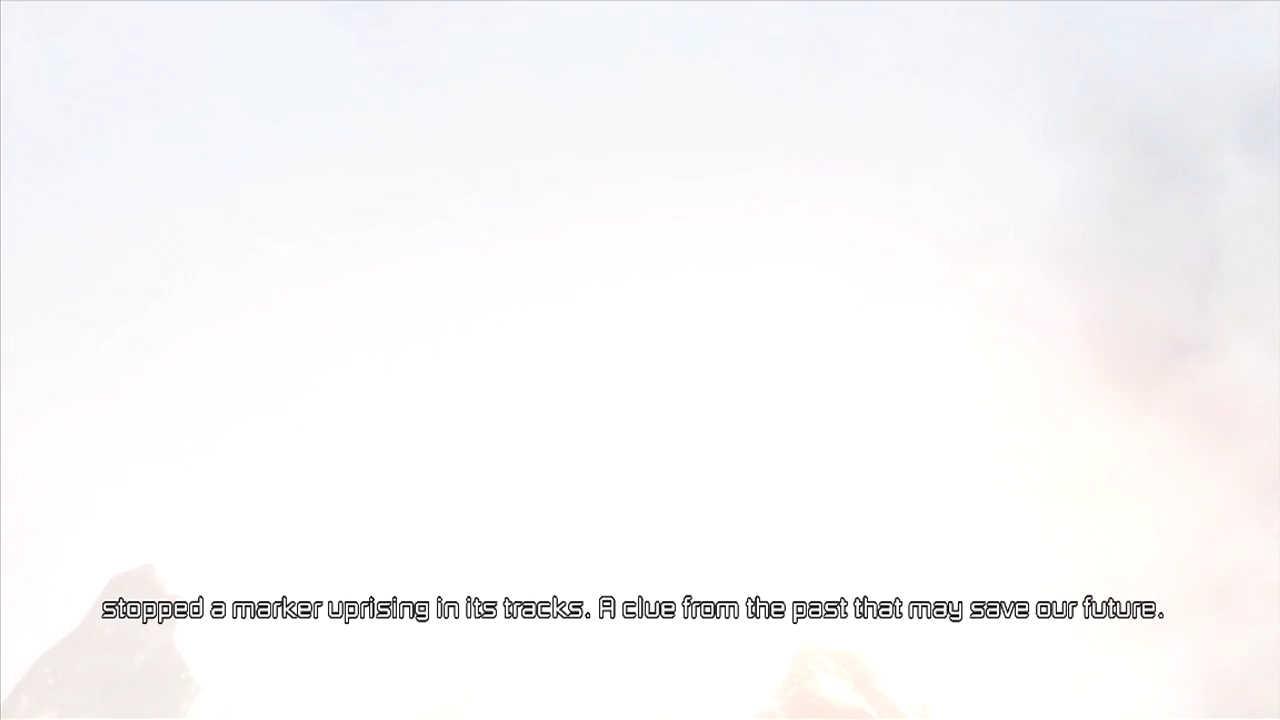 stopped a marker uprising in its tracks. A clue from the past that may save our future.